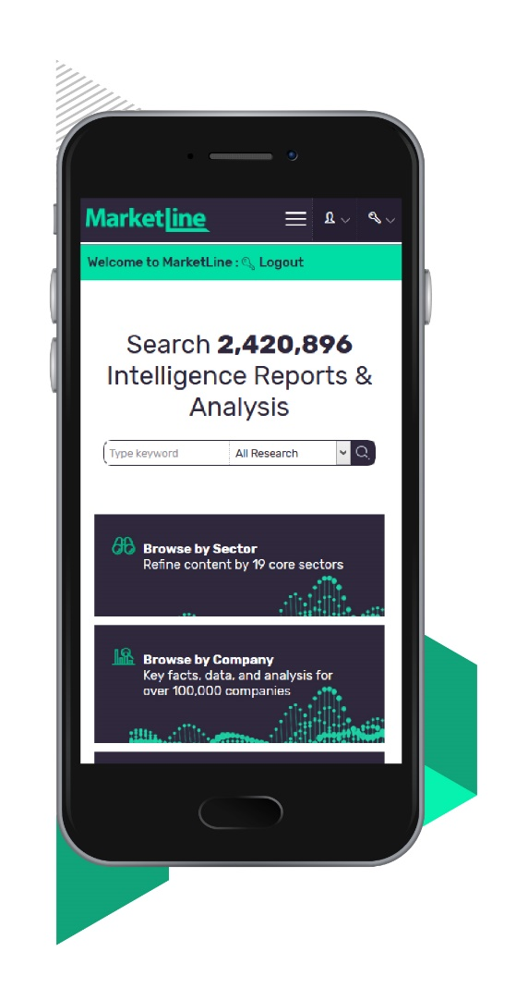 MarketLine
Welcome to MarketLine : Logout
Search 2,420,896
Intelligence Reports &
Analysis
Type keyword
All Research
Browse by Sector
Refine content by 19 core sectors
Browse by Company
Key facts, data, and analysis for
over 100,000 companies